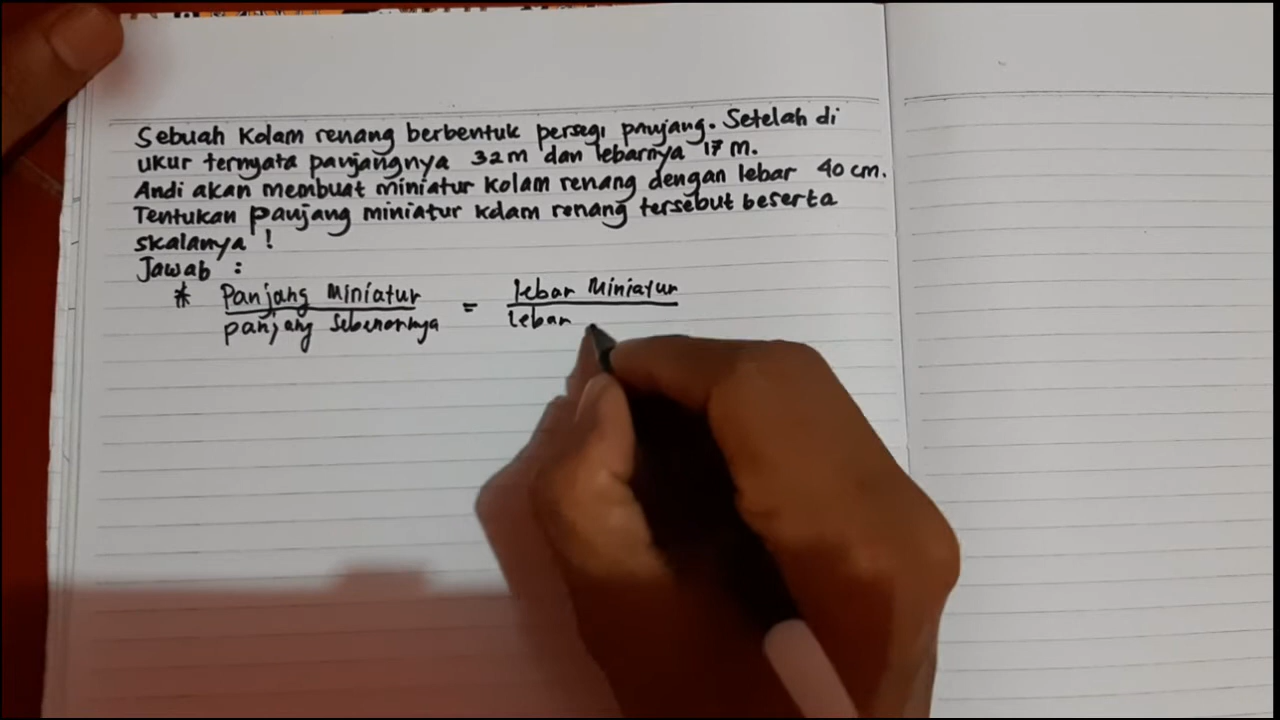 Sebuah Kolam renang berbentuk persegi panjang. Setelah di
ukur ternyata panjangnya 32 m dan lebarnya 17 m.
Andi akan membuat miniatur kolam renang dengan lebar 40 cm.
Tentukan panjang miniatur kolam renang tersebut beserta
skalanya !
Jawab :
* Panjang Miniatur = lebar Miniatur
panjang Sebenarnya lebar